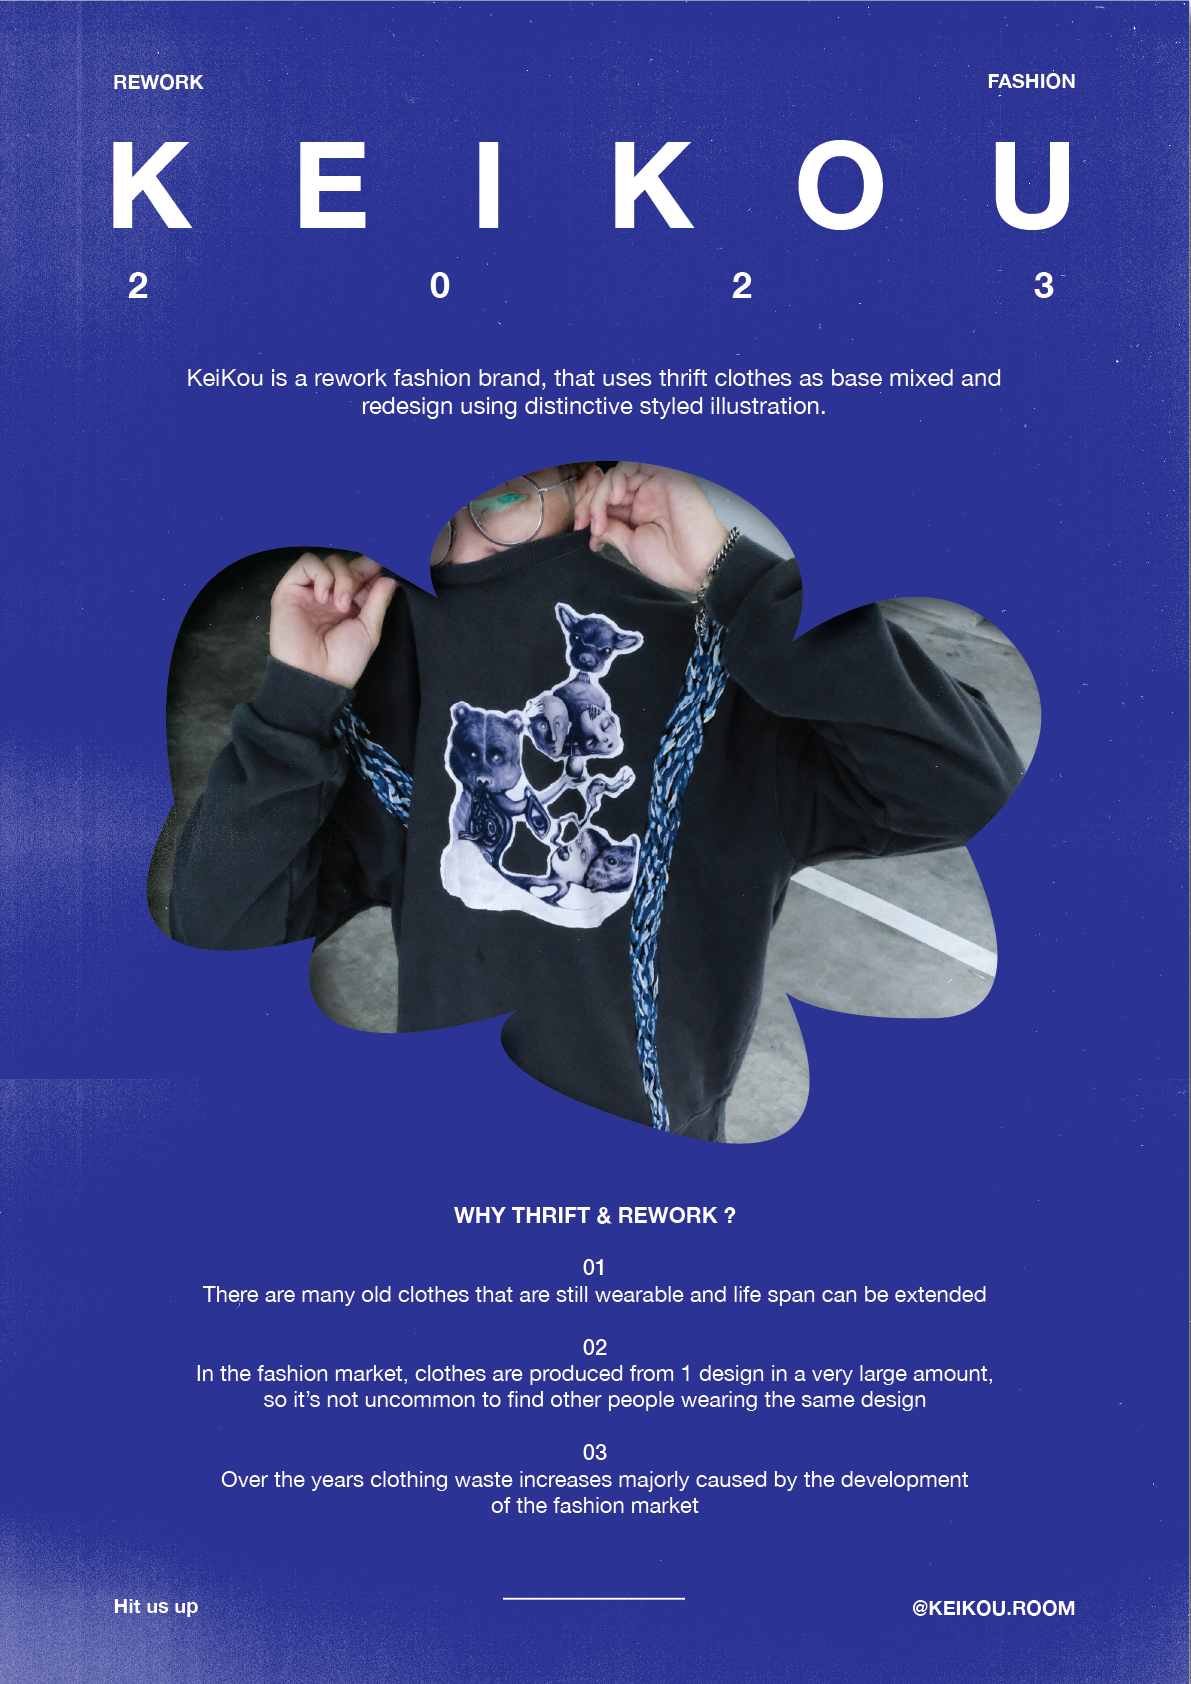 REWORK
FASHION
KEIKOU
2023
KeiKou is a rework fashion brand, that uses thrift clothes as base mixed and
redesign using distinctive styled illustration.
WHY THRIFT & REWORK ?
01
There are many old clothes that are still wearable and life span can be extended
02
In the fashion market, clothes are produced from 1 design in a very large amount,
so it's not uncommon to find other people wearing the same design
03
Over the years clothing waste increases majorly caused by the development
of the fashion market
Hit us up
@KEIKOU.ROOM